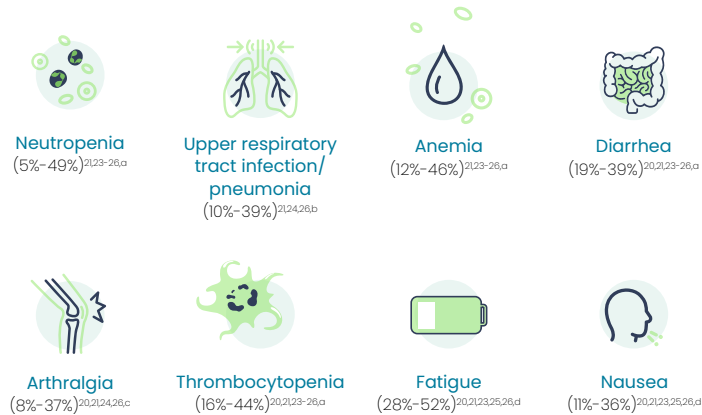 Neutropenia
(5%-49%)21,23-26,a
Upper respiratory
tract infection/
pneumonia
(10%-39%)21,24,26,b
Anemia
(12%-46%)21,23-26,a
Diarrhea
(19%-39%)20,21,23-26,a
Arthralgia
(8%-37%)20,21,24,26,c
Thrombocytopenia
(16%-44%)20,21,23-26,a
Fatigue
(28%-52%)20,21,23,25,26,d
Nausea
(11%-36%)20,21,23,25,26,d